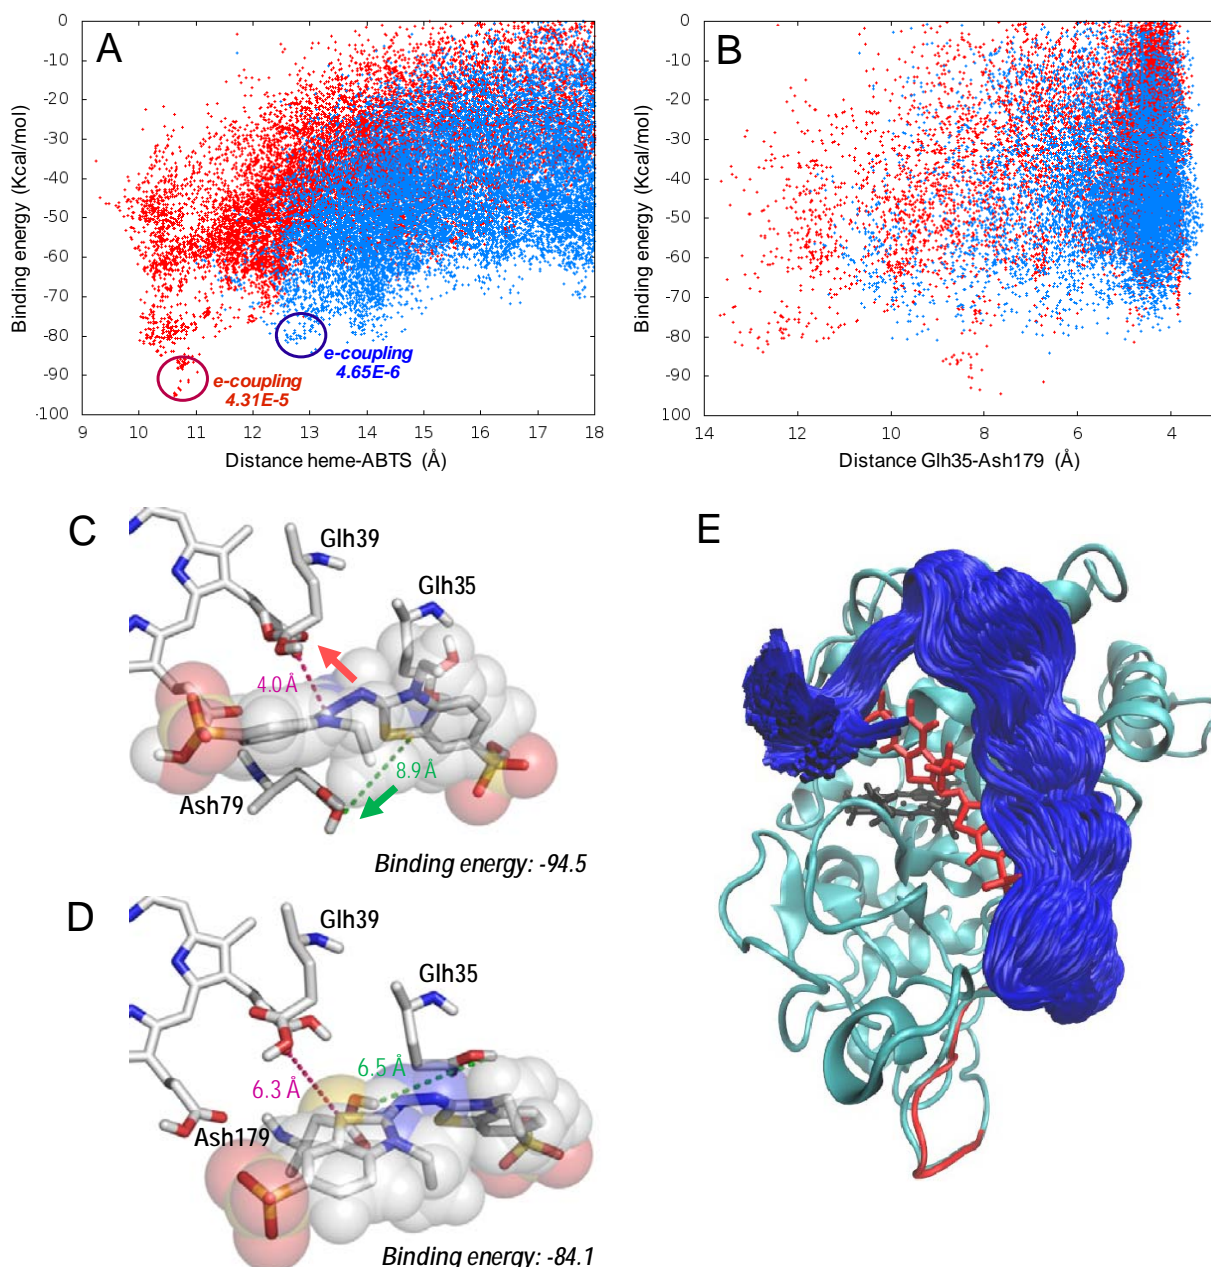 A
0
-10
-20
-30
-40
-50
-60
-70
-80
-90
-100
Binding energy (Kcal/mol)
e-coupling
4.31E-5
e-coupling
4.65E-6
9 10 11 12 13 14 15 16 17 18
Distance heme-ABTS (Å)
B
0
-10
-20
-30
-40
-50
-60
-70
-80
-90
100
Binding energy (Kcal/mol)
14 12 10 8 6 4
Distance Glh35-Ash179 (Å)
C
Glh39
Glh35
4.0 Å
8.9 Å
Ash79
Binding energy: -94.5
D
Glh39
Glh35
6.5 Å
6.3 Å
Ash179
Binding energy: -84.1
E